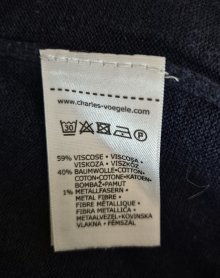 www.charles-voegele.com
30 P
59% VISCOSE • VISCOSA •
VISKOZA • VISZKÓZ
40% BAUMWOLLE • COTTON •
COTON • COTONE • KATOEN •
BOMBAŽ • PAMUT
1% METALLFASERN •
METAL FIBRE •
FIBRE MÉTALLIQUE •
FIBRA METALLICA •
METAALVEZEL • KOVINSKA
VLAKNA • FÉMSZÁL